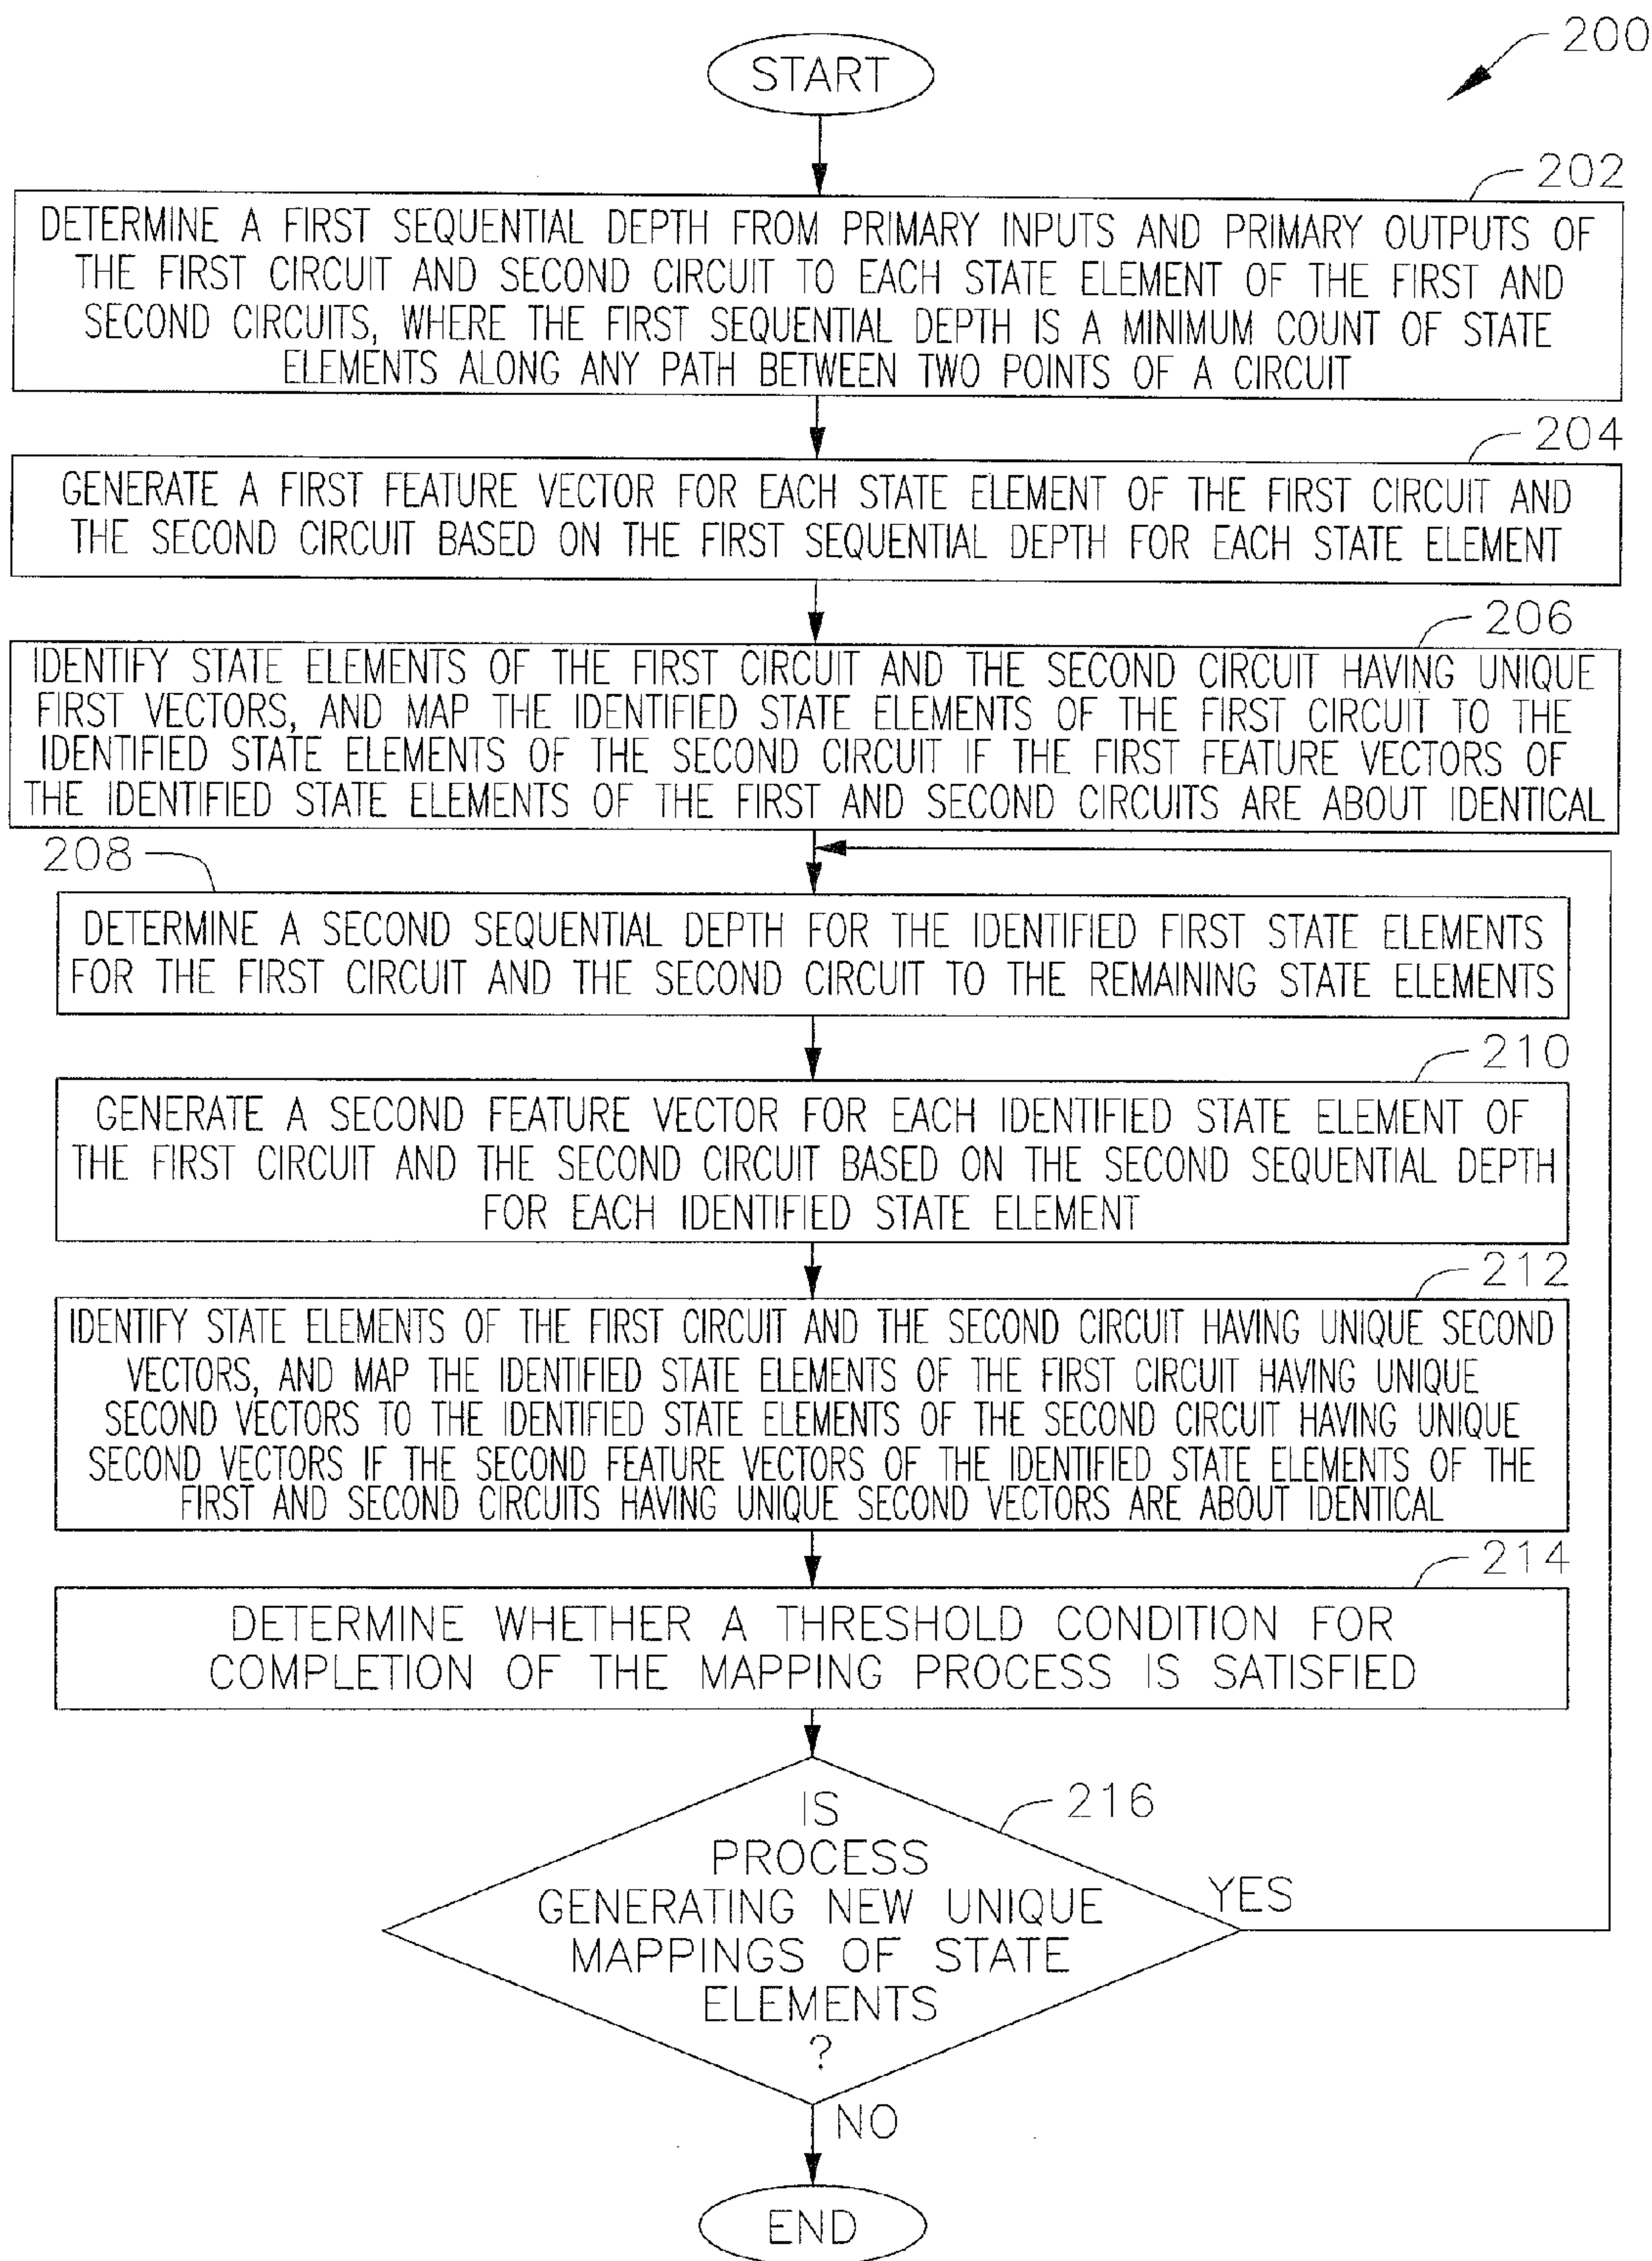 200
START
202
DETERMINE A FIRST SEQUENTIAL DEPTH FROM PRIMARY INPUTS AND PRIMARY OUTPUTS OF
THE FIRST CIRCUIT AND SECOND CIRCUIT TO EACH STATE ELEMENT OF THE FIRST AND
SECOND CIRCUITS, WHERE THE FIRST SEQUENTIAL DEPTH IS A MINIMUM COUNT OF STATE
ELEMENTS ALONG ANY PATH BETWEEN TWO POINTS OF A CIRCUIT
204
GENERATE A FIRST FEATURE VECTOR FOR EACH STATE ELEMENT OF THE FIRST CIRCUIT AND
THE SECOND CIRCUIT BASED ON THE FIRST SEQUENTIAL DEPTH FOR EACH STATE ELEMENT
206
IDENTIFY STATE ELEMENTS OF THE FIRST CIRCUIT AND THE SECOND CIRCUIT HAVING UNIQUE
FIRST VECTORS, AND MAP THE IDENTIFIED STATE ELEMENTS OF THE FIRST CIRCUIT TO THE
IDENTIFIED STATE ELEMENTS OF THE SECOND CIRCUIT IF THE FIRST FEATURE VECTORS OF
THE IDENTIFIED STATE ELEMENTS OF THE FIRST AND SECOND CIRCUITS ARE ABOUT IDENTICAL
208
DETERMINE A SECOND SEQUENTIAL DEPTH FOR THE IDENTIFIED FIRST STATE ELEMENTS
FOR THE FIRST CIRCUIT AND THE SECOND CIRCUIT TO THE REMAINING STATE ELEMENTS
210
GENERATE A SECOND FEATURE VECTOR FOR EACH IDENTIFIED STATE ELEMENT OF
THE FIRST CIRCUIT AND THE SECOND CIRCUIT BASED ON THE SECOND SEQUENTIAL DEPTH
FOR EACH IDENTIFIED STATE ELEMENT
212
IDENTIFY STATE ELEMENTS OF THE FIRST CIRCUIT AND THE SECOND CIRCUIT HAVING UNIQUE SECOND
VECTORS, AND MAP THE IDENTIFIED STATE ELEMENTS OF THE FIRST CIRCUIT HAVING UNIQUE
SECOND VECTORS TO THE IDENTIFIED STATE ELEMENTS OF THE SECOND CIRCUIT HAVING UNIQUE
SECOND VECTORS IF THE SECOND FEATURE VECTORS OF THE IDENTIFIED STATE ELEMENTS OF THE
FIRST AND SECOND CIRCUITS HAVING UNIQUE SECOND VECTORS ARE ABOUT IDENTICAL
214
DETERMINE WHETHER A THRESHOLD CONDITION FOR
COMPLETION OF THE MAPPING PROCESS IS SATISFIED
216
IS
PROCESS
GENERATING NEW UNIQUE
MAPPINGS OF STATE
ELEMENTS
?
YES
NO
END